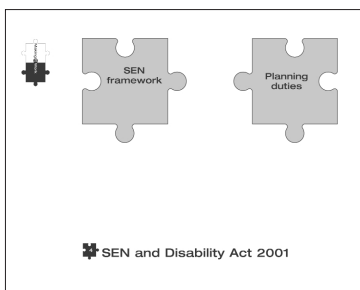 SEN
framework
Planning
duties
SEN and Disability Act 2001